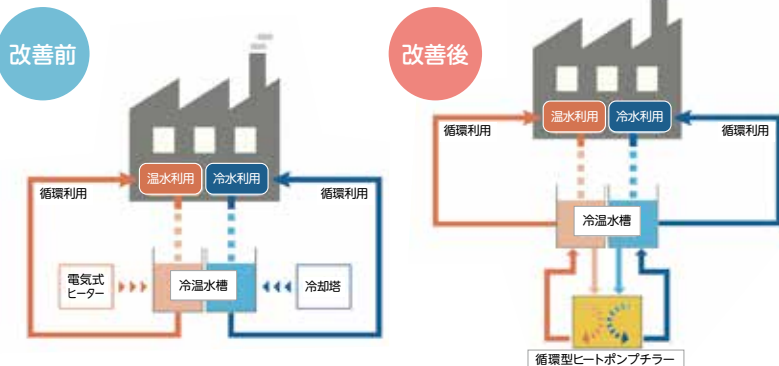 改善前
温水利用
冷水利用
循環利用
循環利用
電気式
ヒーター
冷温水槽
冷却塔
改善後
温水利用
冷水利用
循環利用
循環利用
冷温水槽
循環型ヒートポンプチラー